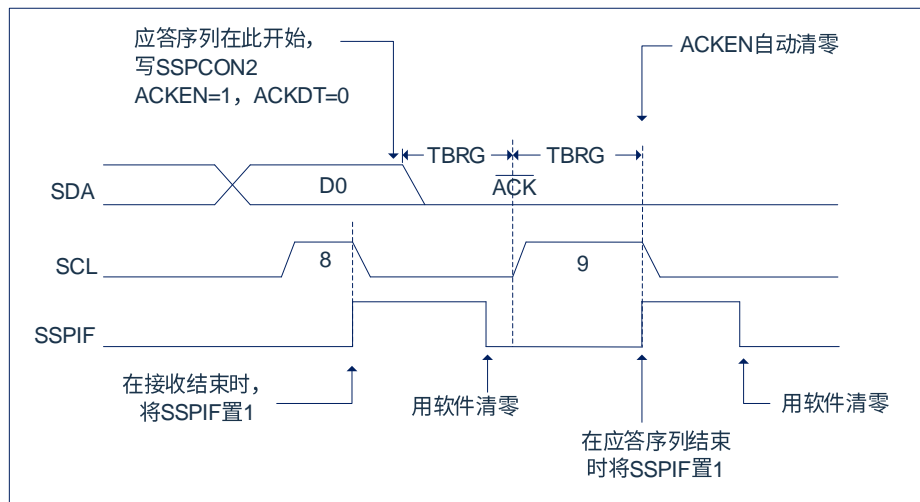 应答序列在此开始，
写SSPCON2
ACKEN=1，ACKDT=0
ACKEN自动清零
TBRG
TBRG
SDA
D0
ACK
SCL
8
9
SSPIF
在接收结束时，
将SSPIF置1
用软件清零
在应答序列结束
时将SSPIF置1
用软件清零